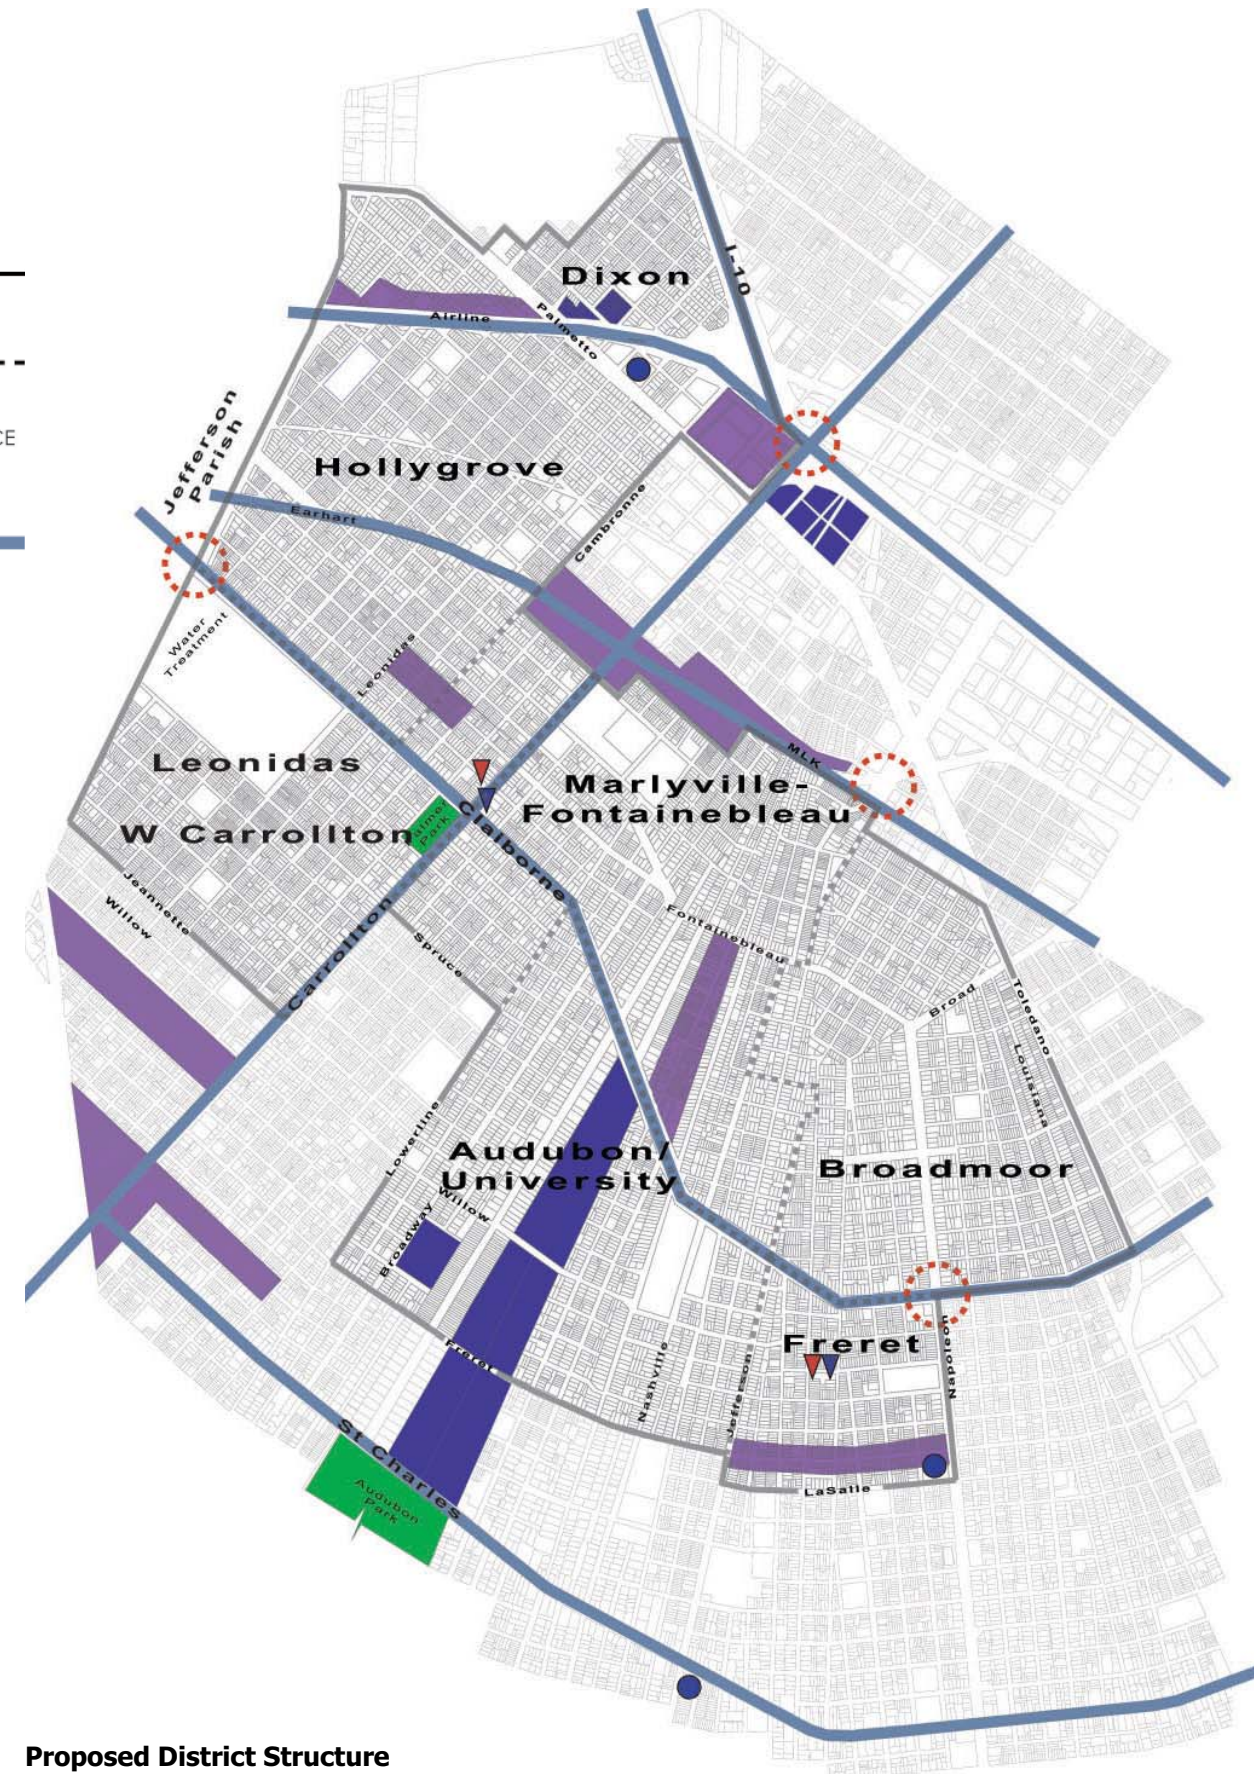 I-10
Dixon
Airline
Palmetto
CE
Jefferson
Parish
Hollygrove
Earhart
Cambronne
Water
Treatment
Leonidas
Leonidas
MLK
Marlyville-
Fontainebleau
W Carrollton
Palmer
Park
Claiborne
Jeannette
Willow
Carrollton
Spruce
Fontainebleau
Broad
Toledano
Louisiana
Lowerline
Audubon/
University
Willow
Broadway
Broadmoor
Freret
Freret
Nashville
Jefferson
Napoleon
St Charles
Audubon
Park
LaSalle
Proposed District Structure